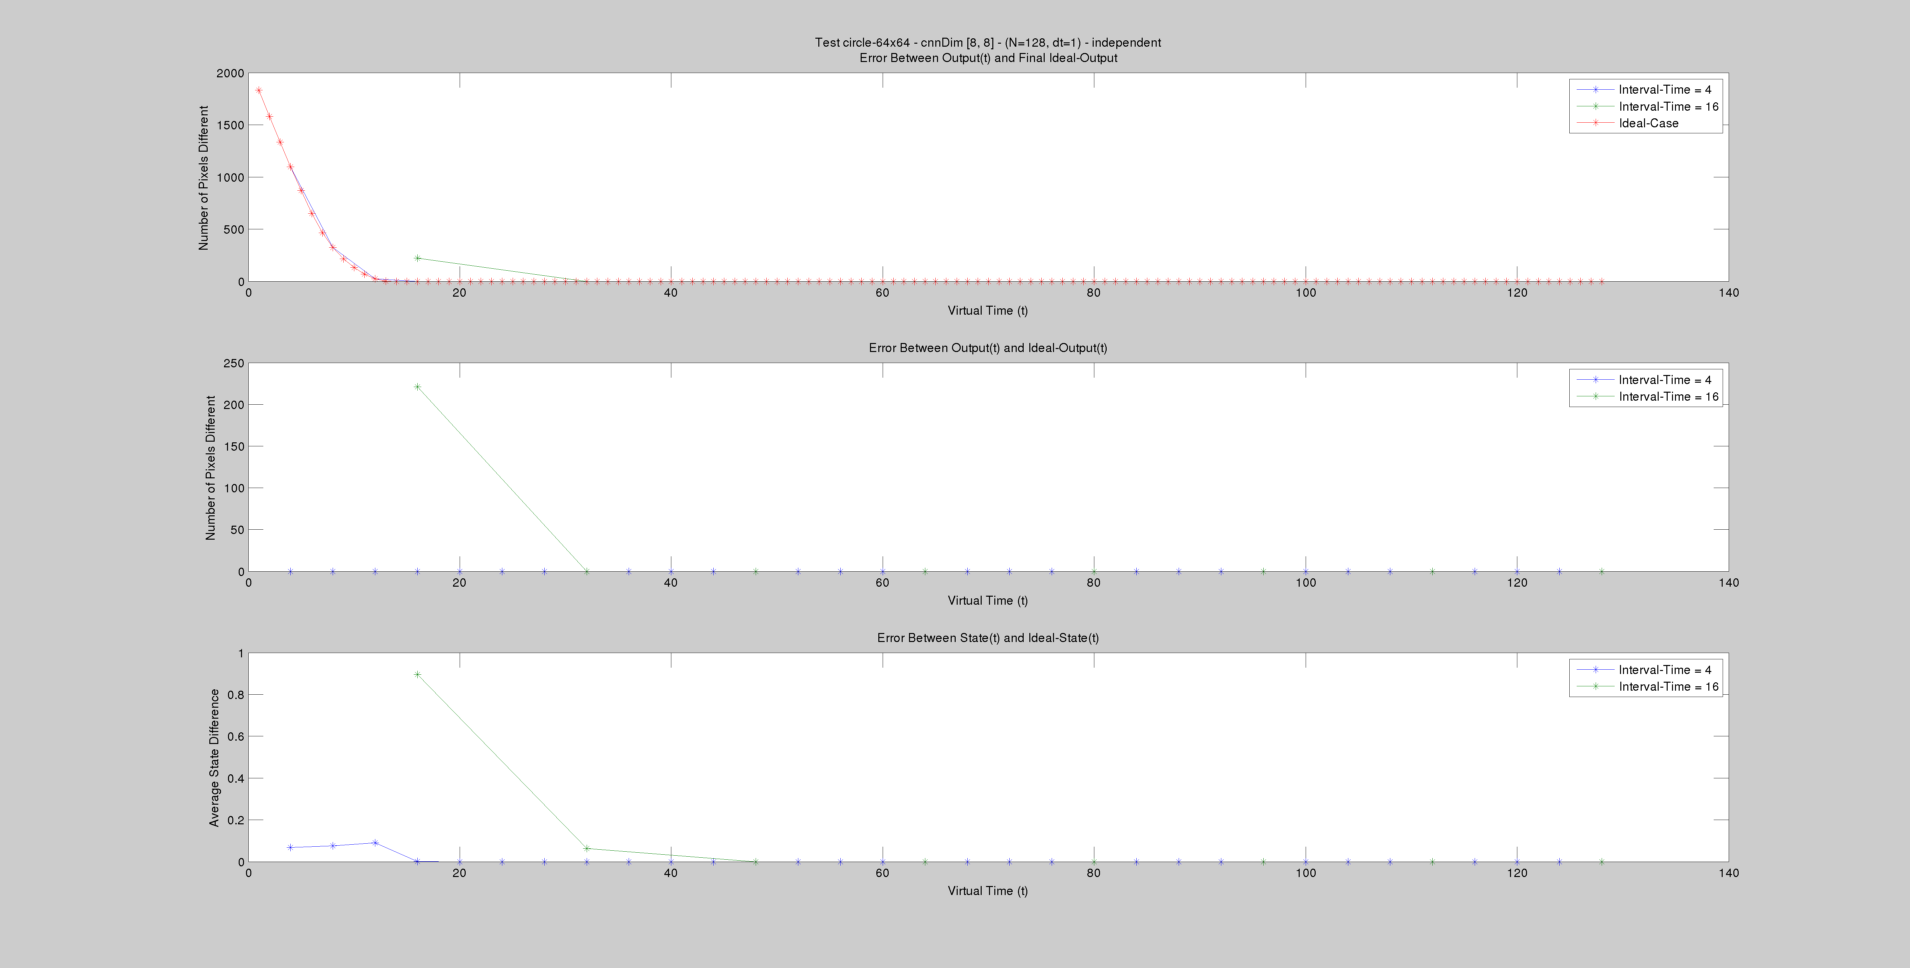 Test circle-64x64 - cnnDim [8, 8] - (N=128, dt=1) - independent
Error Between Output(t) and Final Ideal-Output
Number of Pixels Different
2000
1500
1000
500
0
0 20 40 60 80 100 120 140
Virtual Time (t)
Interval-Time = 4
Interval-Time = 16
Ideal-Case
Error Between Output(t) and Ideal-Output(t)
Number of Pixels Different
250
200
150
100
50
0
0 20 40 60 80 100 120 140
Virtual Time (t)
Interval-Time = 4
Interval-Time = 16
Error Between State(t) and Ideal-State(t)
Average State Difference
1
0.8
0.6
0.4
0.2
0
0 20 40 60 80 100 120 140
Virtual Time (t)
Interval-Time = 4
Interval-Time = 16